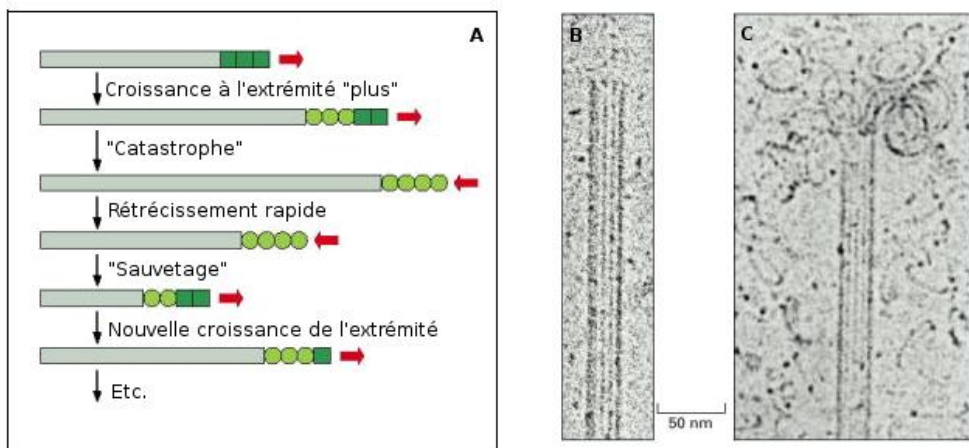 A
Croissance à l'extrémité "plus"
"Catastrophe"
Rétrécissement rapide
"Sauvetage"
Nouvelle croissance de l'extrémité
Etc.
B
50 nm
C